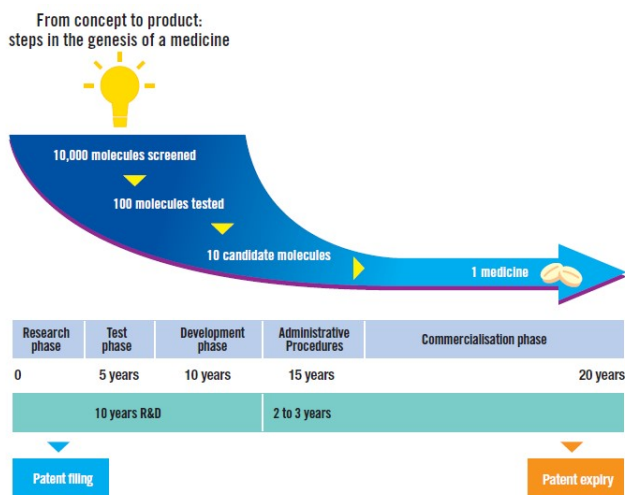 From concept to product:
steps in the genesis of a medicine
10,000 molecules screened
100 molecules tested
10 candidate molecules
1 medicine
Research
phase
Test
phase
Development
phase
Administrative
Procedures
Commercialisation phase
0
5 years
10 years
15 years
20 years
10 years R&D
2 to 3 years
Patent filing
Patent expiry